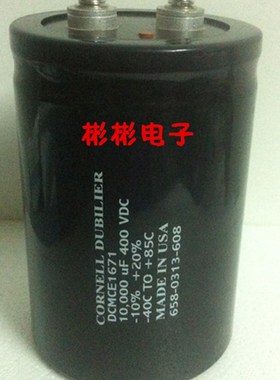 彬彬电子
CORNELL DUBILIER
DCMCE1671
10,000 uF 400 VDC
-10% +20%
-40C TO +85C
MADE IN USA
658-0313-608